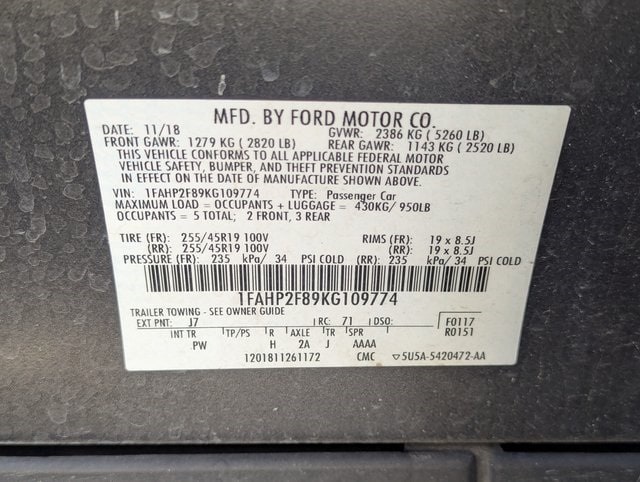 MFD. BY FORD MOTOR CO.
DATE: 11/18 GVWR: 2386 KG ( 5260 LB)
FRONT GAWR: 1279 KG ( 2820 LB) REAR GAWR: 1143 KG ( 2520 LB)
THIS VEHICLE CONFORMS TO ALL APPLICABLE FEDERAL MOTOR
VEHICLE SAFETY, BUMPER, AND THEFT PREVENTION STANDARDS
IN EFFECT ON THE DATE OF MANUFACTURE SHOWN ABOVE.
VIN: 1FAHP2F89KG109774 TYPE: Passenger Car
MAXIMUM LOAD = OCCUPANTS + LUGGAGE = 430KG/ 950LB
OCCUPANTS = 5 TOTAL; 2 FRONT, 3 REAR
TIRE (FR): 255/45R19 100V RIMS (FR): 19 x 8.5J
(RR): 255/45R19 100V (RR): 19 x 8.5J
PRESSURE (FR): 235 kPa/ 34 PSI COLD (RR): 235 kPa/ 34 PSI COLD
1FAHP2F89KG109774
TRAILER TOWING - SEE OWNER GUIDE
EXT PNT: J7 RC: 71 DSO: F0117
INT TR TP/PS R AXLE TR SPR R0151
.PW H 2A J AAAA
1201811261172 CMC ▽5U5A-5420472-AA